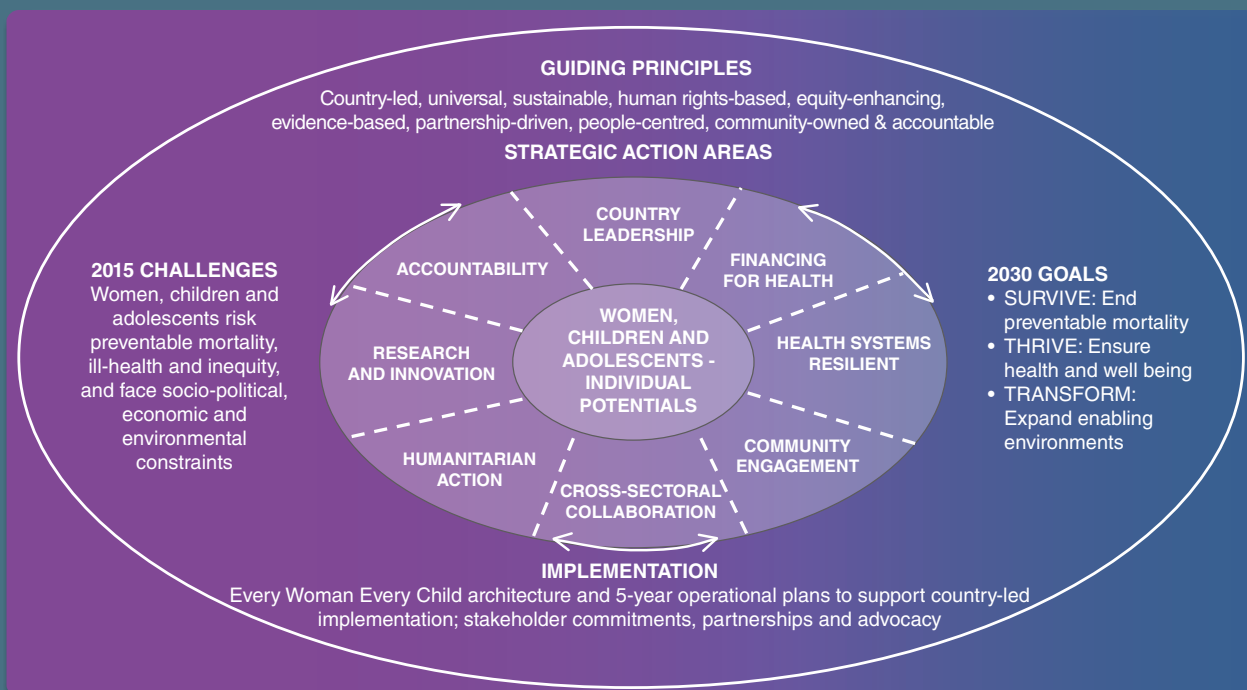 GUIDING PRINCIPLES
Country-led, universal, sustainable, human rights-based, equity-enhancing,
evidence-based, partnership-driven, people-centred, community-owned & accountable
STRATEGIC ACTION AREAS
COUNTRY
LEADERSHIP
FINANCING
FOR HEALTH
HEALTH SYSTEMS
RESILIENT
COMMUNITY
ENGAGEMENT
CROSS-SECTORAL
COLLABORATION
HUMANITARIAN
ACTION
RESEARCH
AND INNOVATION
ACCOUNTABILITY
WOMEN,
CHILDREN AND
ADOLESCENTS -
INDIVIDUAL
POTENTIALS
2015 CHALLENGES
Women, children and
adolescents risk
preventable mortality,
ill-health and inequity,
and face socio-political,
economic and
environmental
constraints
2030 GOALS
• SURVIVE: End
preventable mortality
• THRIVE: Ensure
health and well being
• TRANSFORM:
Expand enabling
environments
IMPLEMENTATION
Every Woman Every Child architecture and 5-year operational plans to support country-led
implementation; stakeholder commitments, partnerships and advocacy